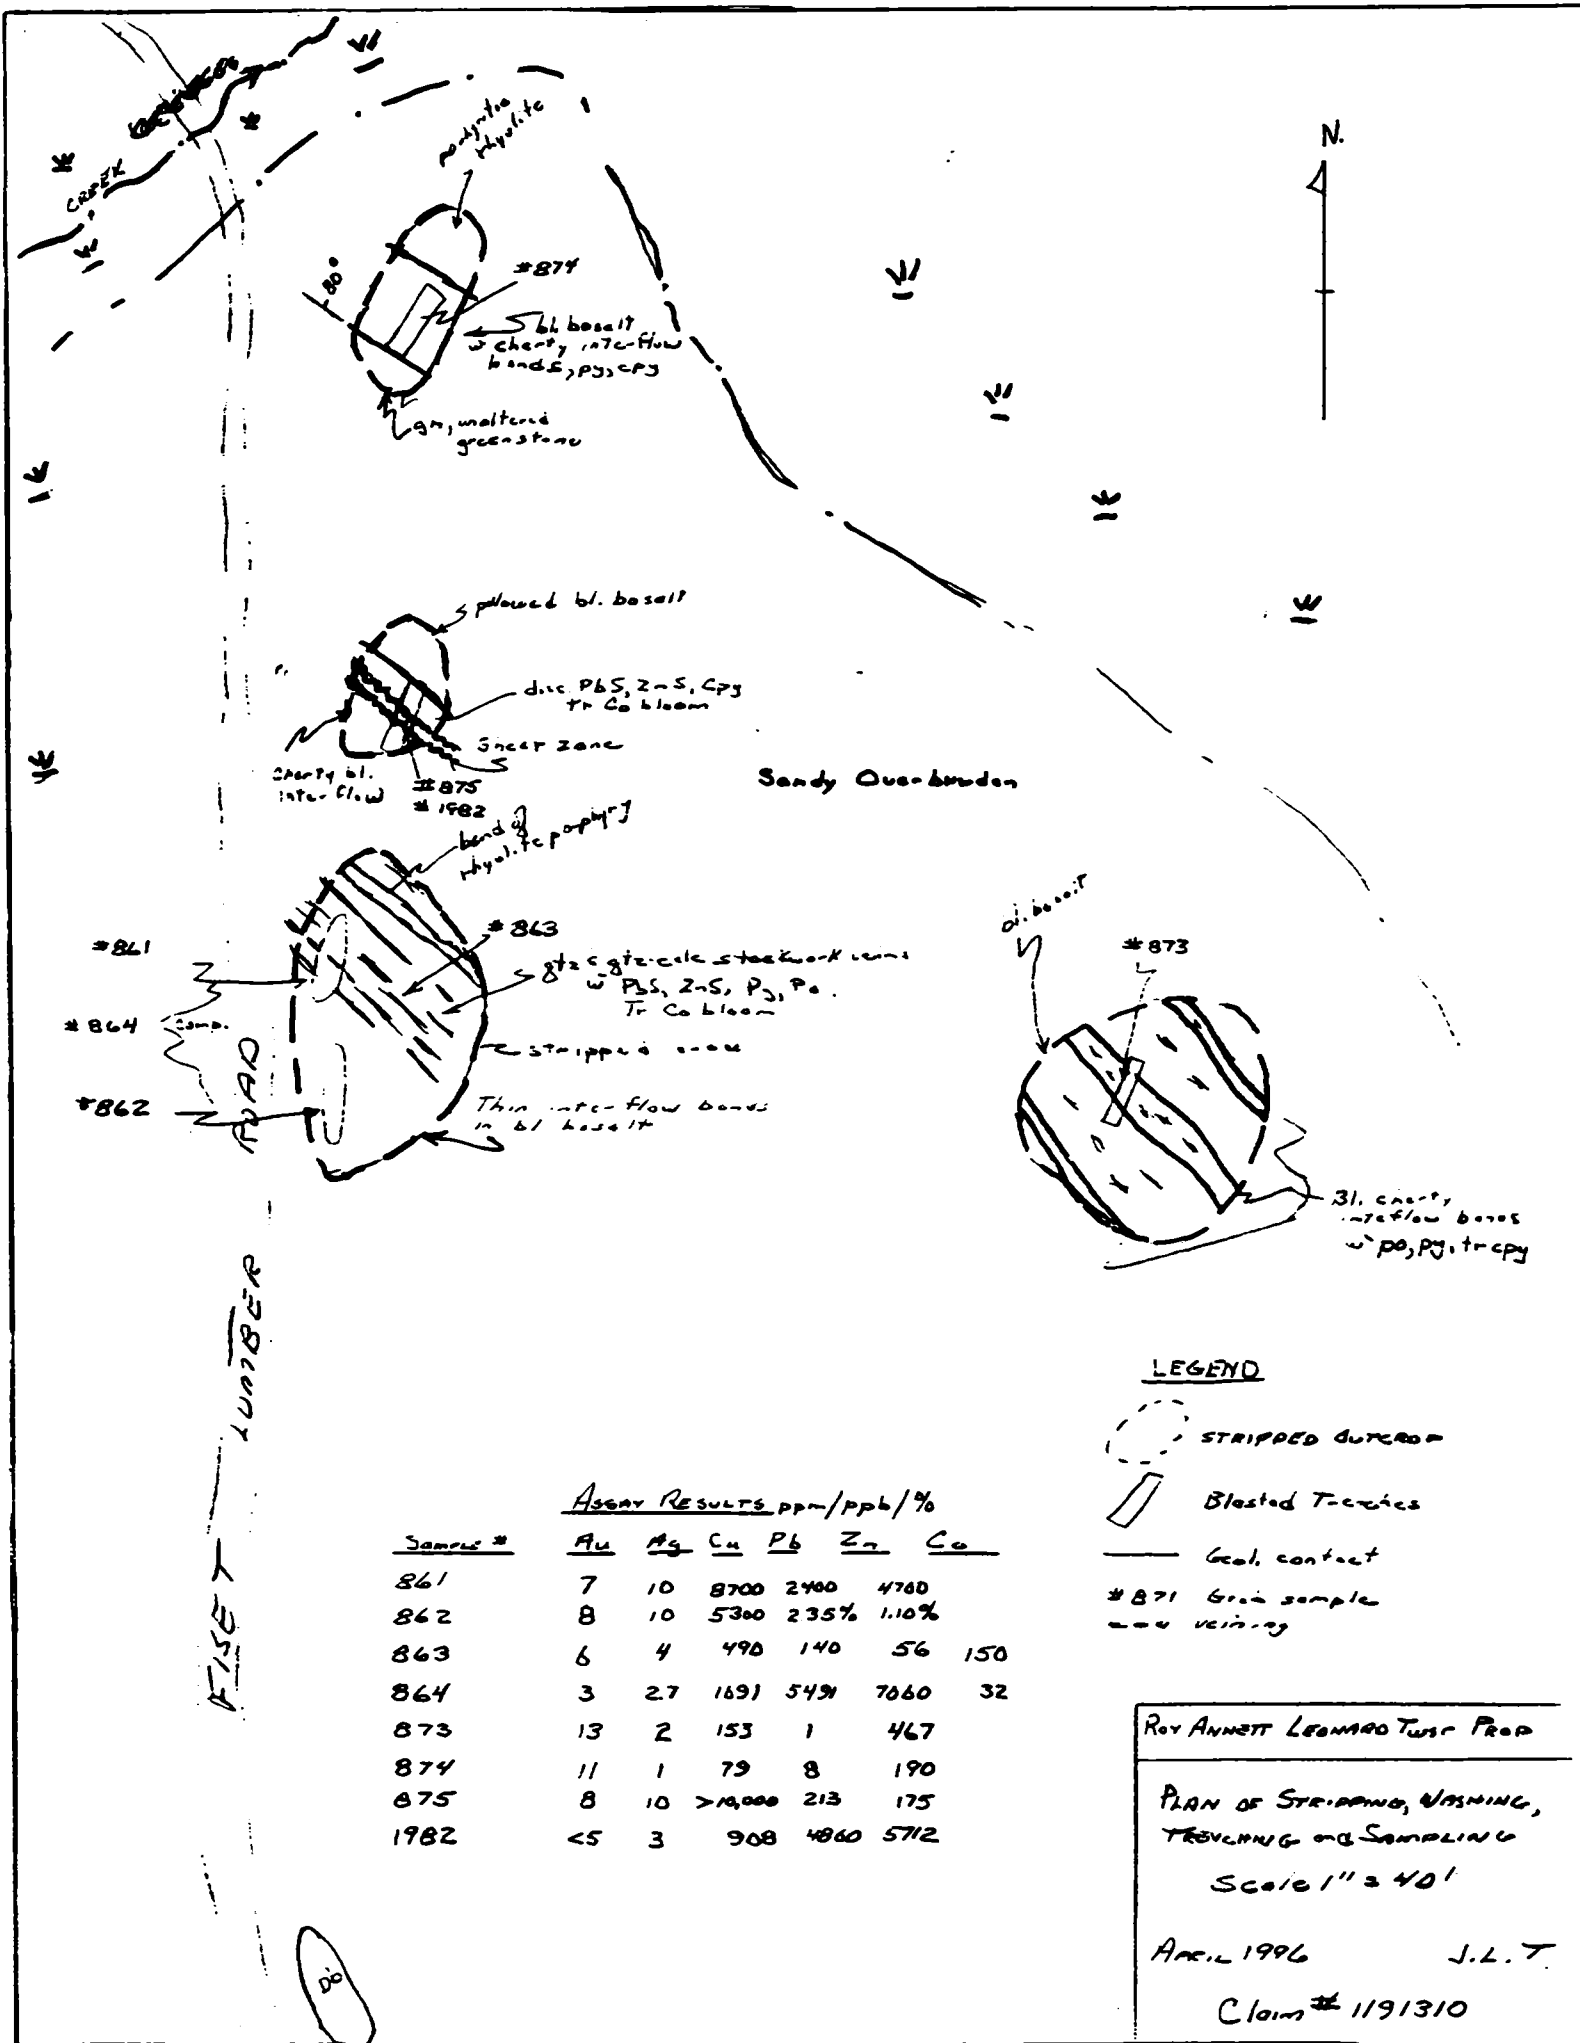 CREEK
N.
rhyolite
#874
80°
bl basalt
w cherty interflow
bands, py, cpy
gn, unaltered
greenstone
pillowed bl. basalt
diss. PbS, ZnS, Cpy
Tr Co bloom
Shear zone
Cherty bl.
interflow
#875
#1982
Sandy Overburden
band of
rhyolite porphyry
#863
#861
qtz & qtz-calc stockwork veins
w PbS, ZnS, Py, Po.
Tr Co bloom
#864 Comp.
stripped area
#862
Thin interflow bands
in bl basalt
bl. basalt
#873
Bl. cherty
interflow bands
w po, py, tr cpy
FISET LUMBER ROAD
LEGEND
STRIPPED OUTCROP
Blasted Trenches
Geol. contact
#871 Grab sample
veining
ASSAY RESULTS ppm/ppb/%
Sample # Au Ag Cu Pb Zn Co
861 7 10 8700 2400 4700
862 8 10 5300 2.35% 1.10%
863 6 4 490 140 56 150
864 3 27 1691 5491 7060 32
873 13 2 153 1 467
874 11 1 79 8 190
875 8 10 >10,000 213 175
1982 <5 3 908 4860 5712
ROY ANNETT LEONARD TWSP PROP
PLAN OF STRIPPING, WASHING,
TRENCHING and SAMPLING
Scale 1" = 40'
APRIL 1996 J.L.T.
Claim # 1191310